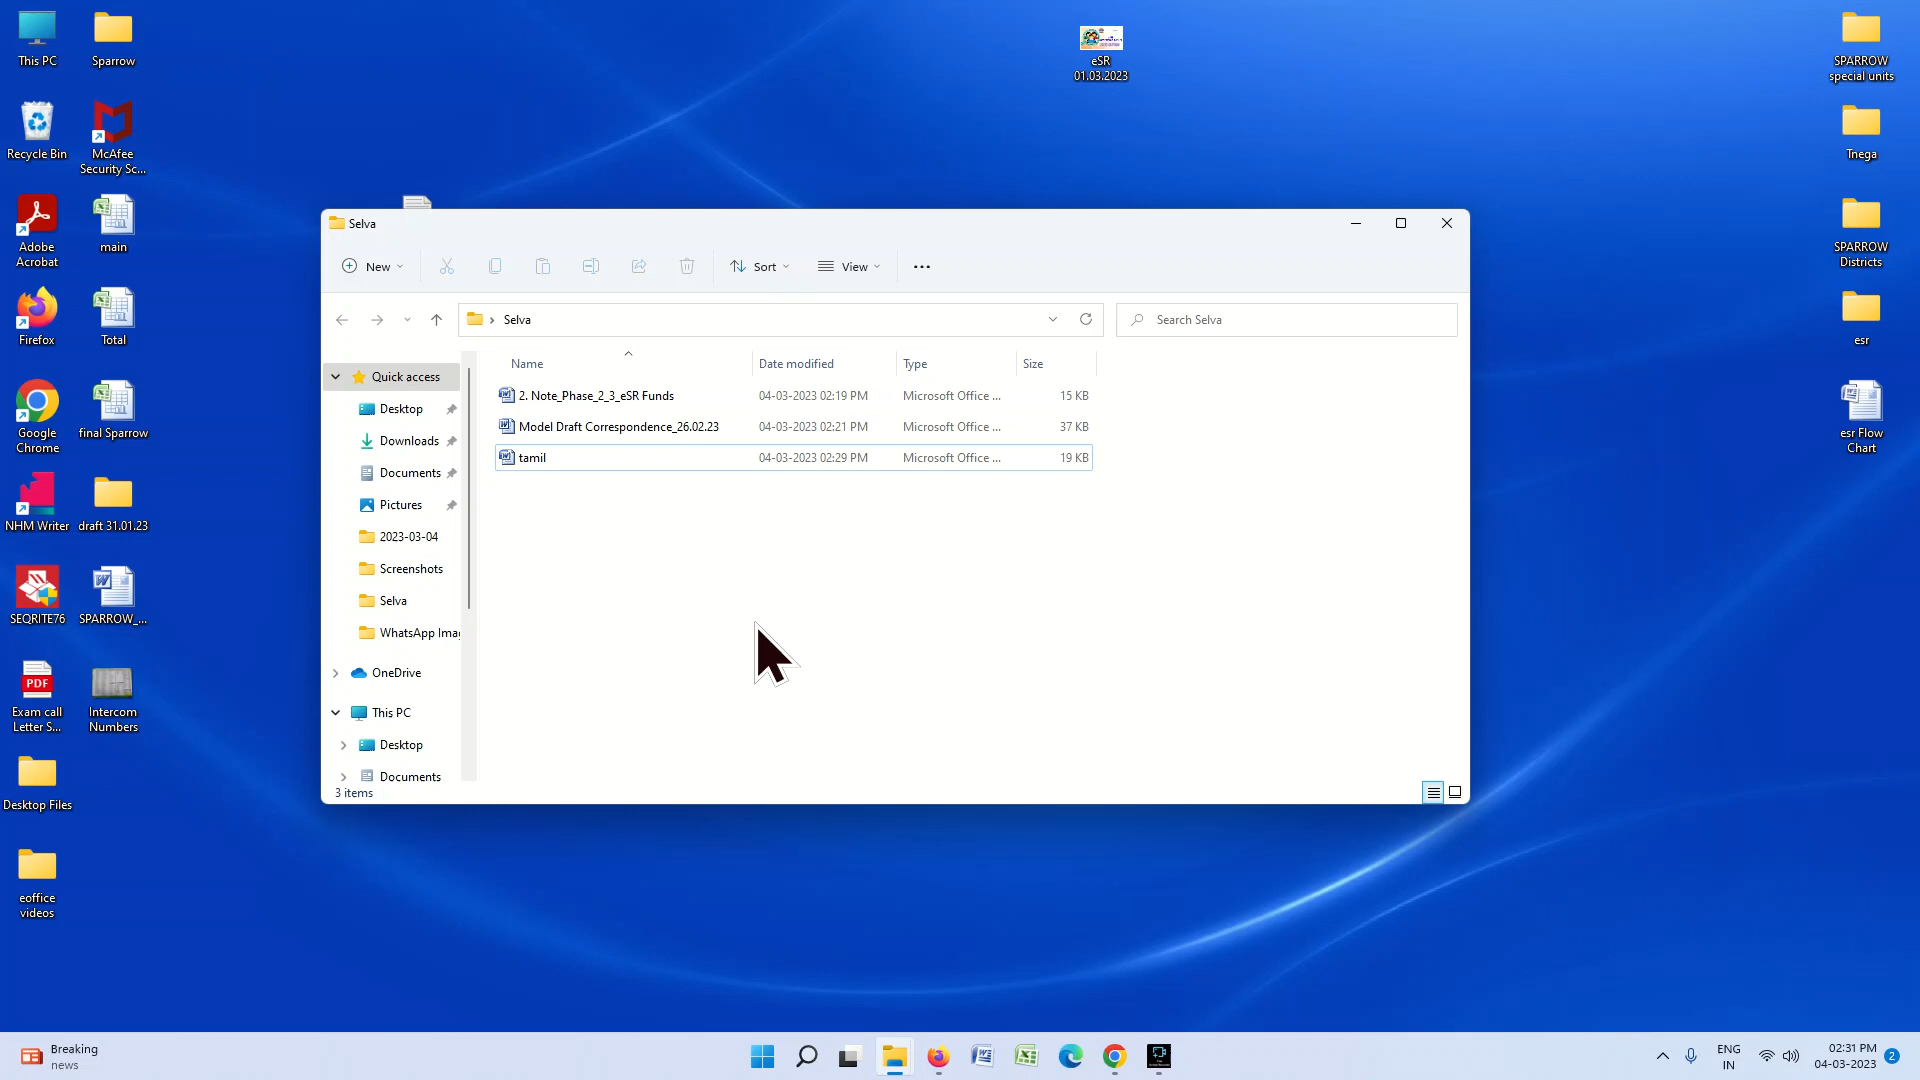 This PC
Sparrow
Recycle Bin
McAfee
Security Sc...
Adobe
Acrobat
main
Firefox
Total
Google
Chrome
final Sparrow
NHM Writer
draft 31.01.23
SEQRITE76
SPARROW_...
PDF
Exam call
Letter S...
Intercom
Numbers
Desktop Files
eoffice
videos
eSR
01.03.2023
SPARROW
special units
Tnega
SPARROW
Districts
esr
esr Flow
Chart
Selva
New
Sort
View
Selva
Search Selva
Name
Date modified
Type
Size
2. Note_Phase_2_3_eSR Funds
04-03-2023 02:19 PM
Microsoft Office ...
15 KB
Model Draft Correspondence_26.02.23
04-03-2023 02:21 PM
Microsoft Office ...
37 KB
tamil
04-03-2023 02:29 PM
Microsoft Office ...
19 KB
Quick access
Desktop
Downloads
Documents
Pictures
2023-03-04
Screenshots
Selva
WhatsApp Imag
OneDrive
This PC
Desktop
Documents
3 items
Breaking
news
ENG
IN
02:31 PM
04-03-2023
2